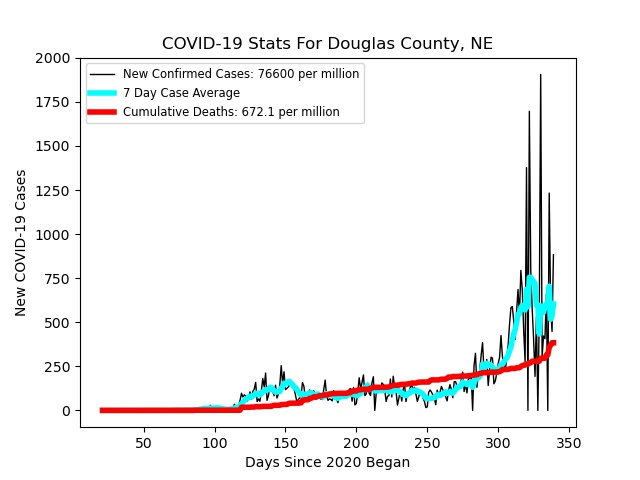 COVID-19 Stats For Douglas County, NE
New Confirmed Cases: 76600 per million
7 Day Case Average
Cumulative Deaths: 672.1 per million
New COVID-19 Cases
2000
1750
1500
1250
1000
750
500
250
0
50 100 150 200 250 300 350
Days Since 2020 Began